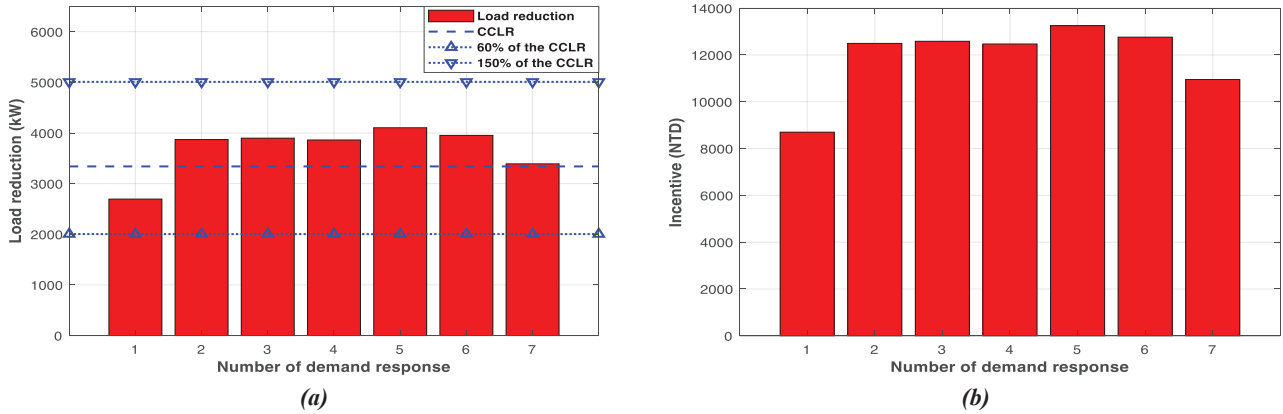 6000
5000
4000
3000
2000
1000
0
Load reduction (kW)
Load reduction
CCLR
60% of the CCLR
150% of the CCLR
1 2 3 4 5 6 7
Number of demand response
(a)
14000
12000
10000
8000
6000
4000
2000
0
Incentive (NTD)
1 2 3 4 5 6 7
Number of demand response
(b)